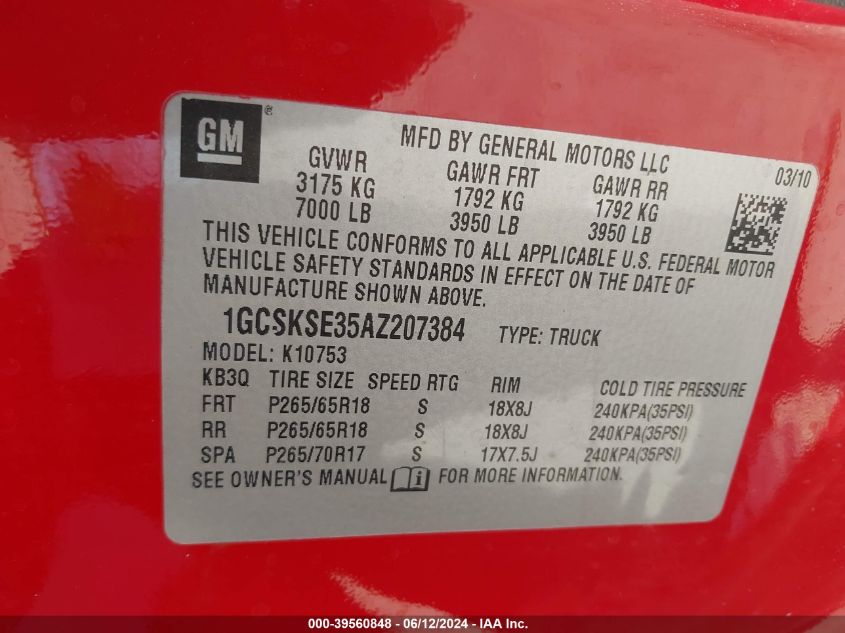 GM ®
MFD BY GENERAL MOTORS LLC
03/10
GVWR GAWR FRT GAWR RR
3175 KG 1792 KG 1792 KG
7000 LB 3950 LB 3950 LB
THIS VEHICLE CONFORMS TO ALL APPLICABLE U.S. FEDERAL MOTOR
VEHICLE SAFETY STANDARDS IN EFFECT ON THE DATE OF
MANUFACTURE SHOWN ABOVE.
1GCSKSE35AZ207384 TYPE: TRUCK
MODEL: K10753
KB3Q TIRE SIZE SPEED RTG RIM COLD TIRE PRESSURE
FRT P265/65R18 S 18X8J 240KPA(35PSI)
RR P265/65R18 S 18X8J 240KPA(35PSI)
SPA P265/70R17 S 17X7.5J 240KPA(35PSI)
SEE OWNER'S MANUAL i FOR MORE INFORMATION.
000-39560848 - 06/12/2024 - IAA Inc.